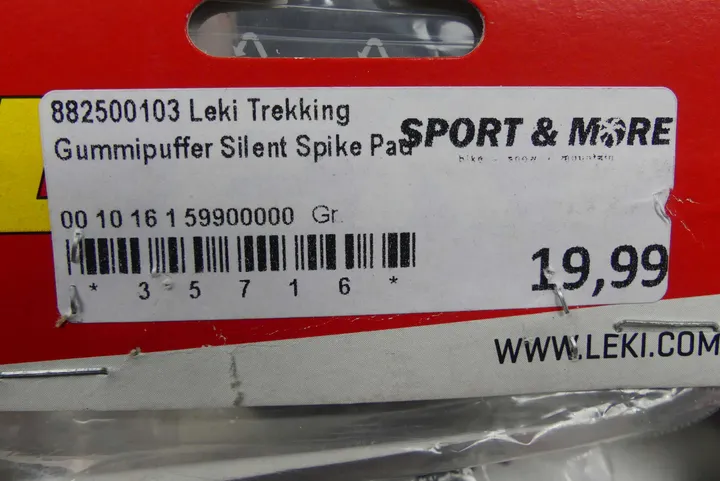 882500103 Leki Trekking
Gummipuffer Silent Spike Pad
SPORT & MORE
bike - snow - mountain
00 10 16 1 59900000 Gr.
* 3 5 7 1 6 *
19,99
WWW.LEKI.COM